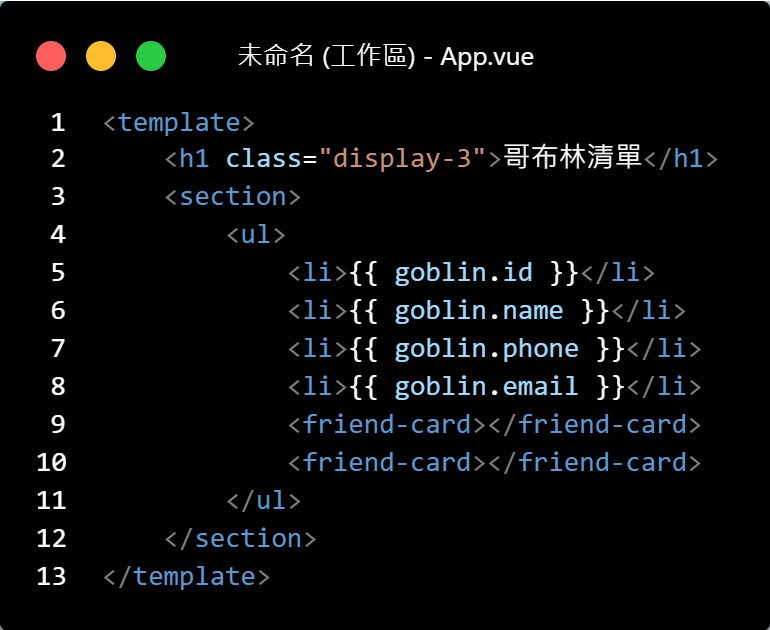 未命名 (工作區) - App.vue
1 <template>
2 <h1 class="display-3">哥布林清單</h1>
3 <section>
4 <ul>
5 <li>{{ goblin.id }}</li>
6 <li>{{ goblin.name }}</li>
7 <li>{{ goblin.phone }}</li>
8 <li>{{ goblin.email }}</li>
9 <friend-card></friend-card>
10 <friend-card></friend-card>
11 </ul>
12 </section>
13 </template>